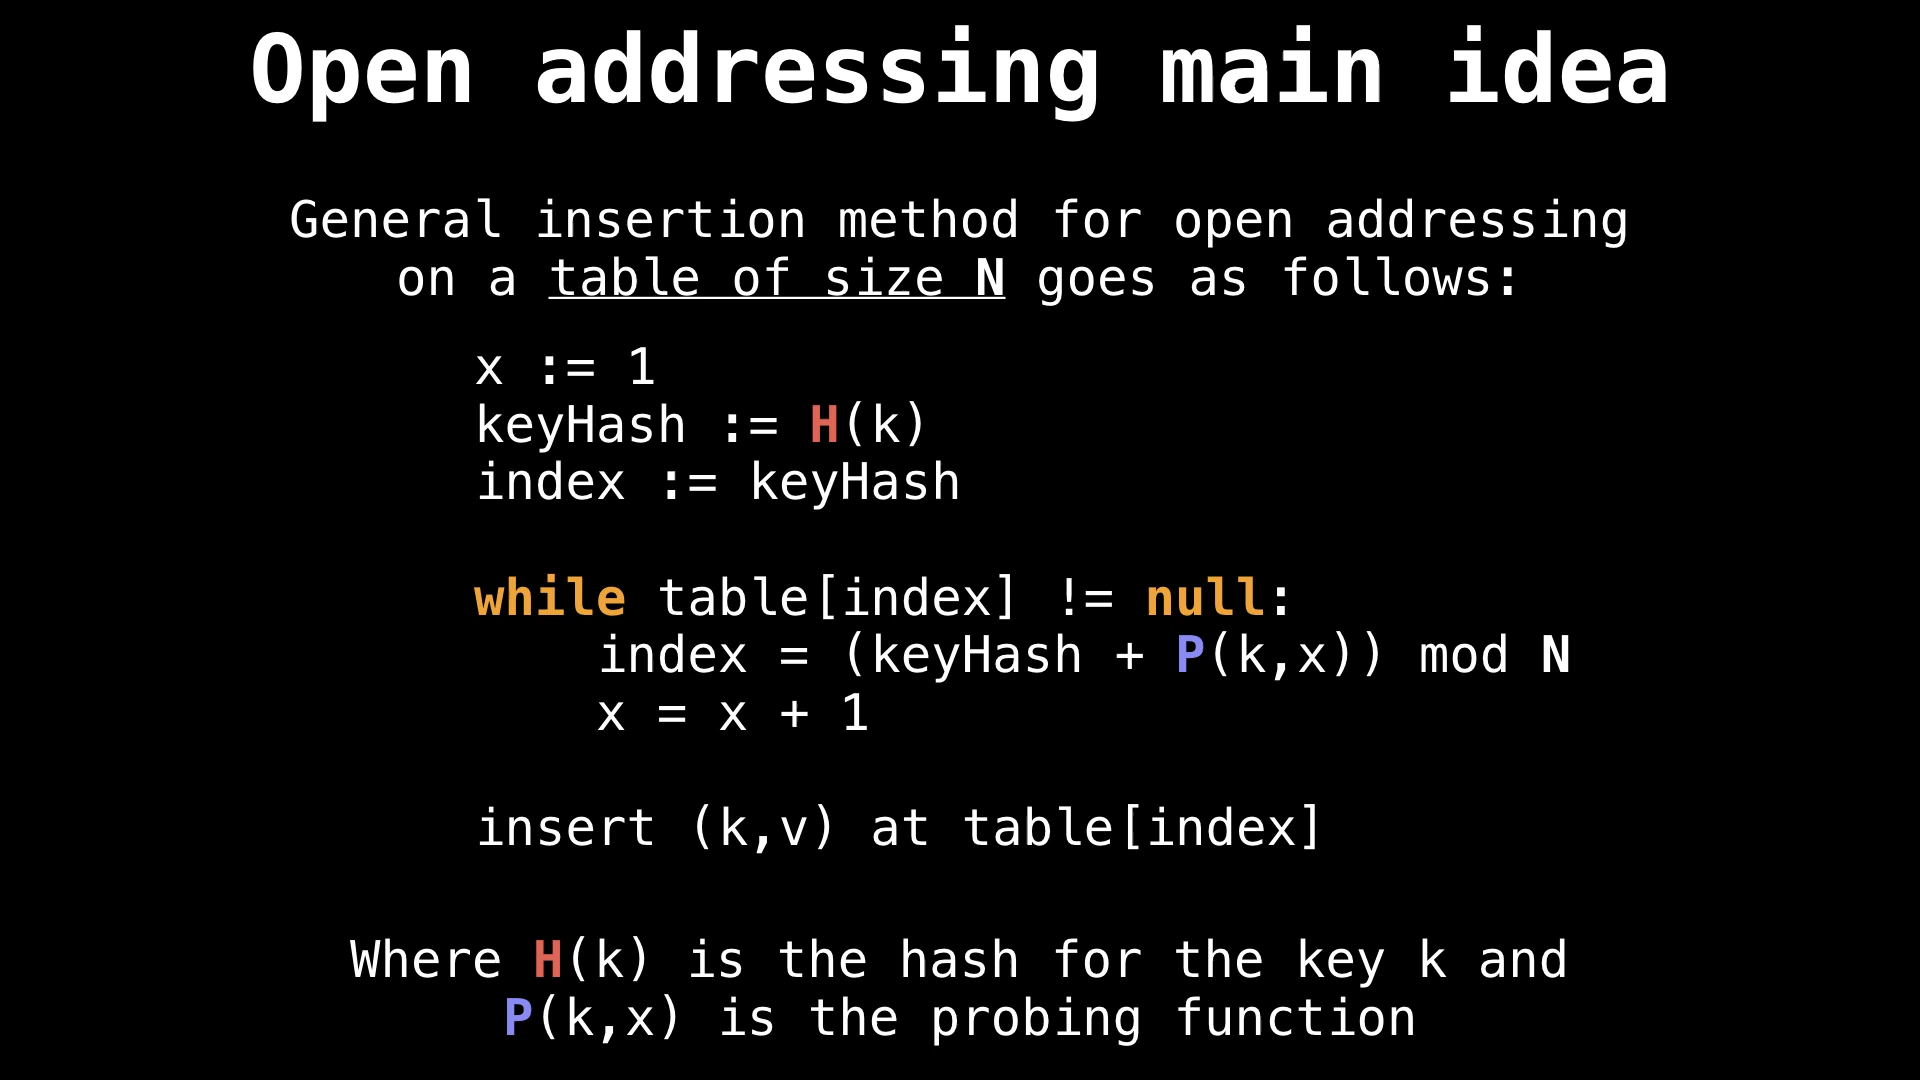 Open addressing main idea
General insertion method for open addressing
on a table of size N goes as follows:
x := 1
keyHash := H(k)
index := keyHash
while table[index] != null:
index = (keyHash + P(k,x)) mod N
x = x + 1
insert (k,v) at table[index]
Where H(k) is the hash for the key k and
P(k,x) is the probing function